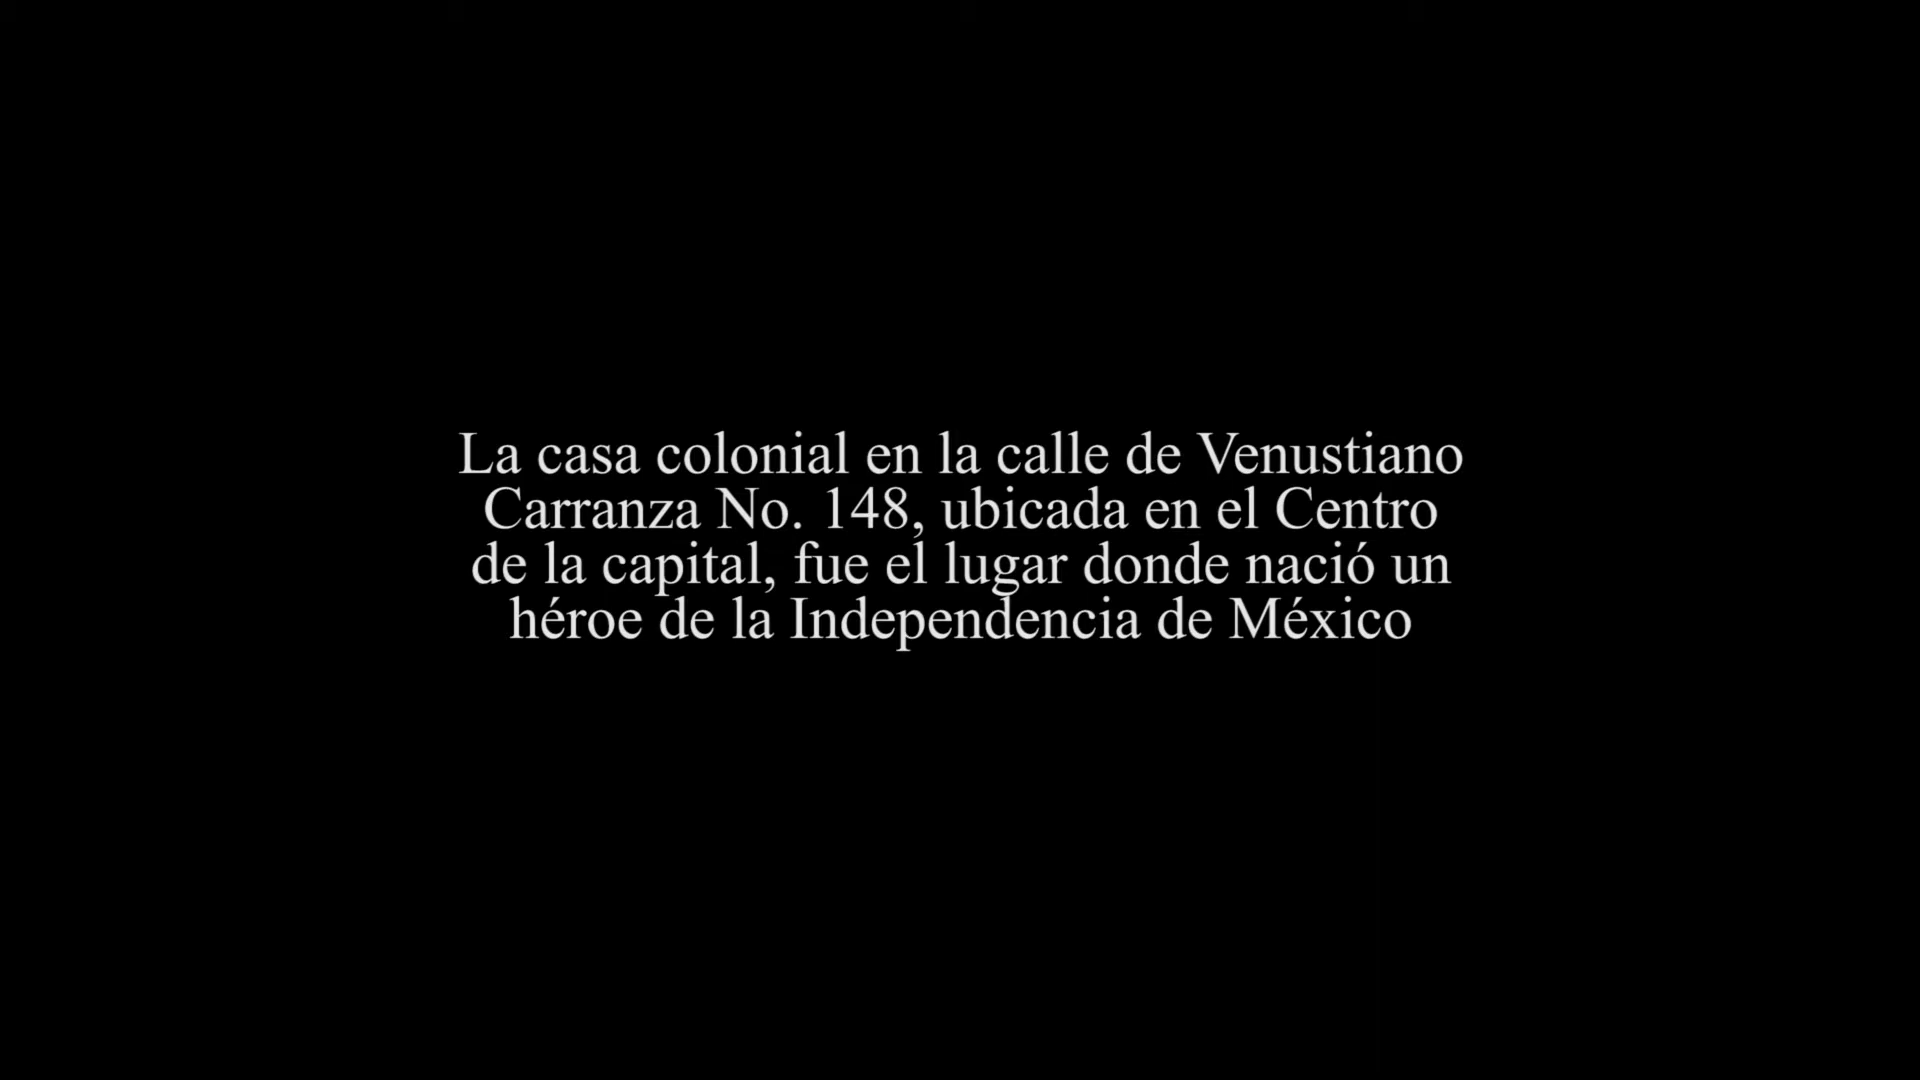 La casa colonial en la calle de Venustiano
Carranza No. 148, ubicada en el Centro
de la capital, fue el lugar donde nació un
héroe de la Independencia de México